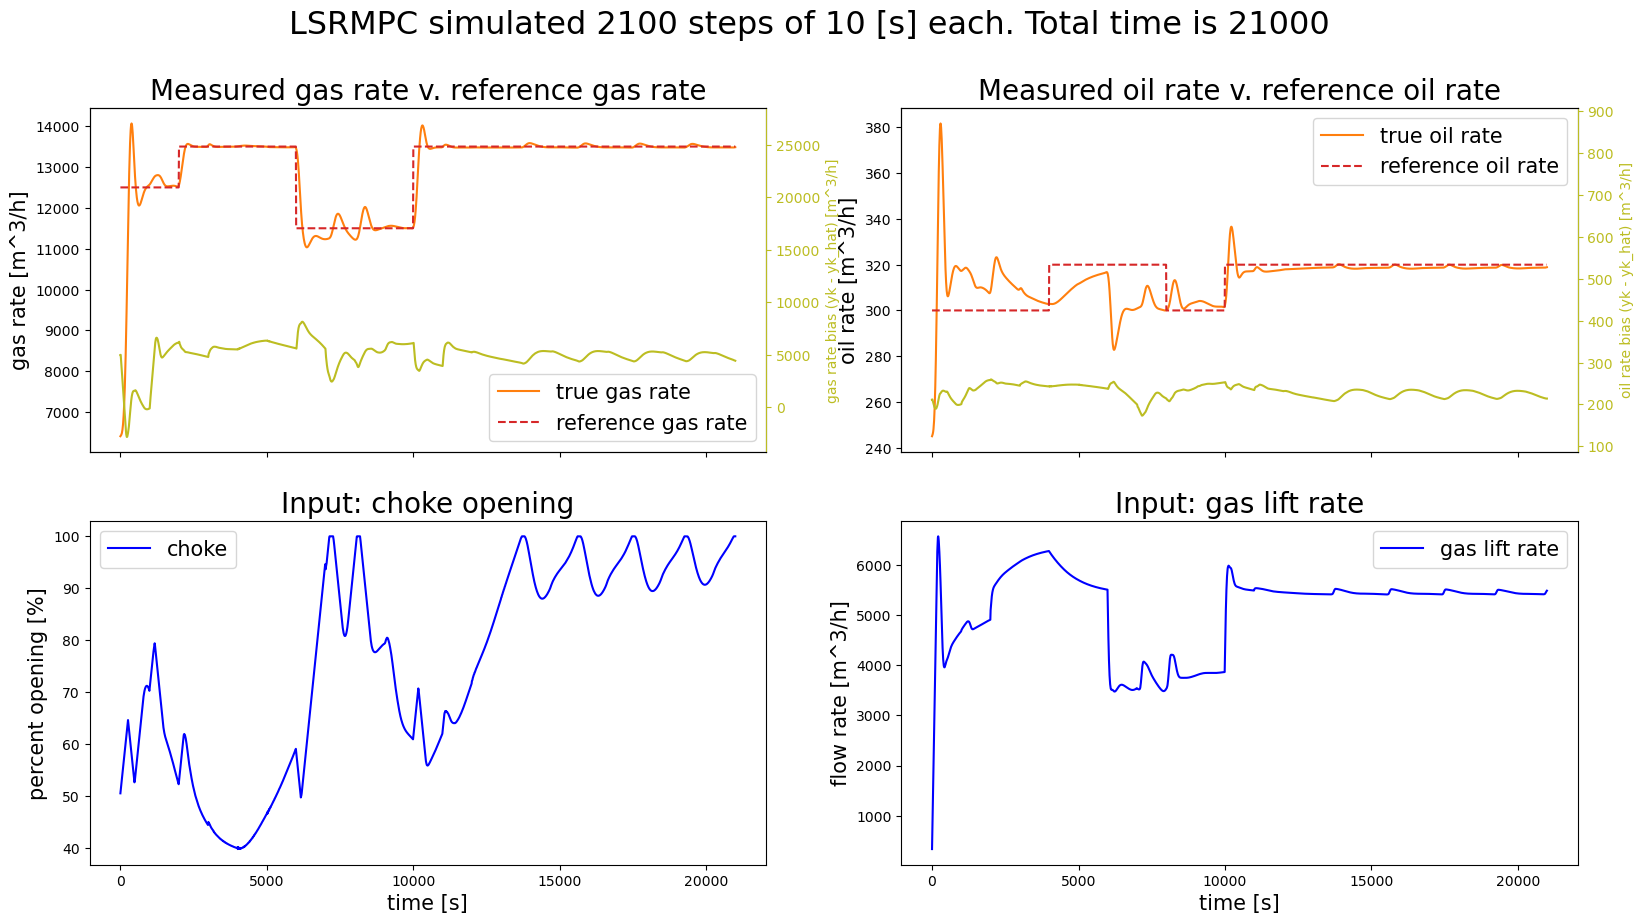 LSRMPC simulated 2100 steps of 10 [s] each. Total time is 21000
Measured gas rate v. reference gas rate
gas rate [m^3/h]
14000
13000
12000
11000
10000
9000
8000
7000
25000
20000
15000
10000
5000
0
gas rate bias (yk - yk_hat) [m^3/h]
true gas rate
reference gas rate
Measured oil rate v. reference oil rate
oil rate [m^3/h]
380
360
340
320
300
280
260
240
900
800
700
600
500
400
300
200
100
oil rate bias (yk - yk_hat) [m^3/h]
true oil rate
reference oil rate
Input: choke opening
percent opening [%]
100
90
80
70
60
50
40
choke
0
5000
10000
15000
20000
time [s]
Input: gas lift rate
flow rate [m^3/h]
6000
5000
4000
3000
2000
1000
gas lift rate
0
5000
10000
15000
20000
time [s]